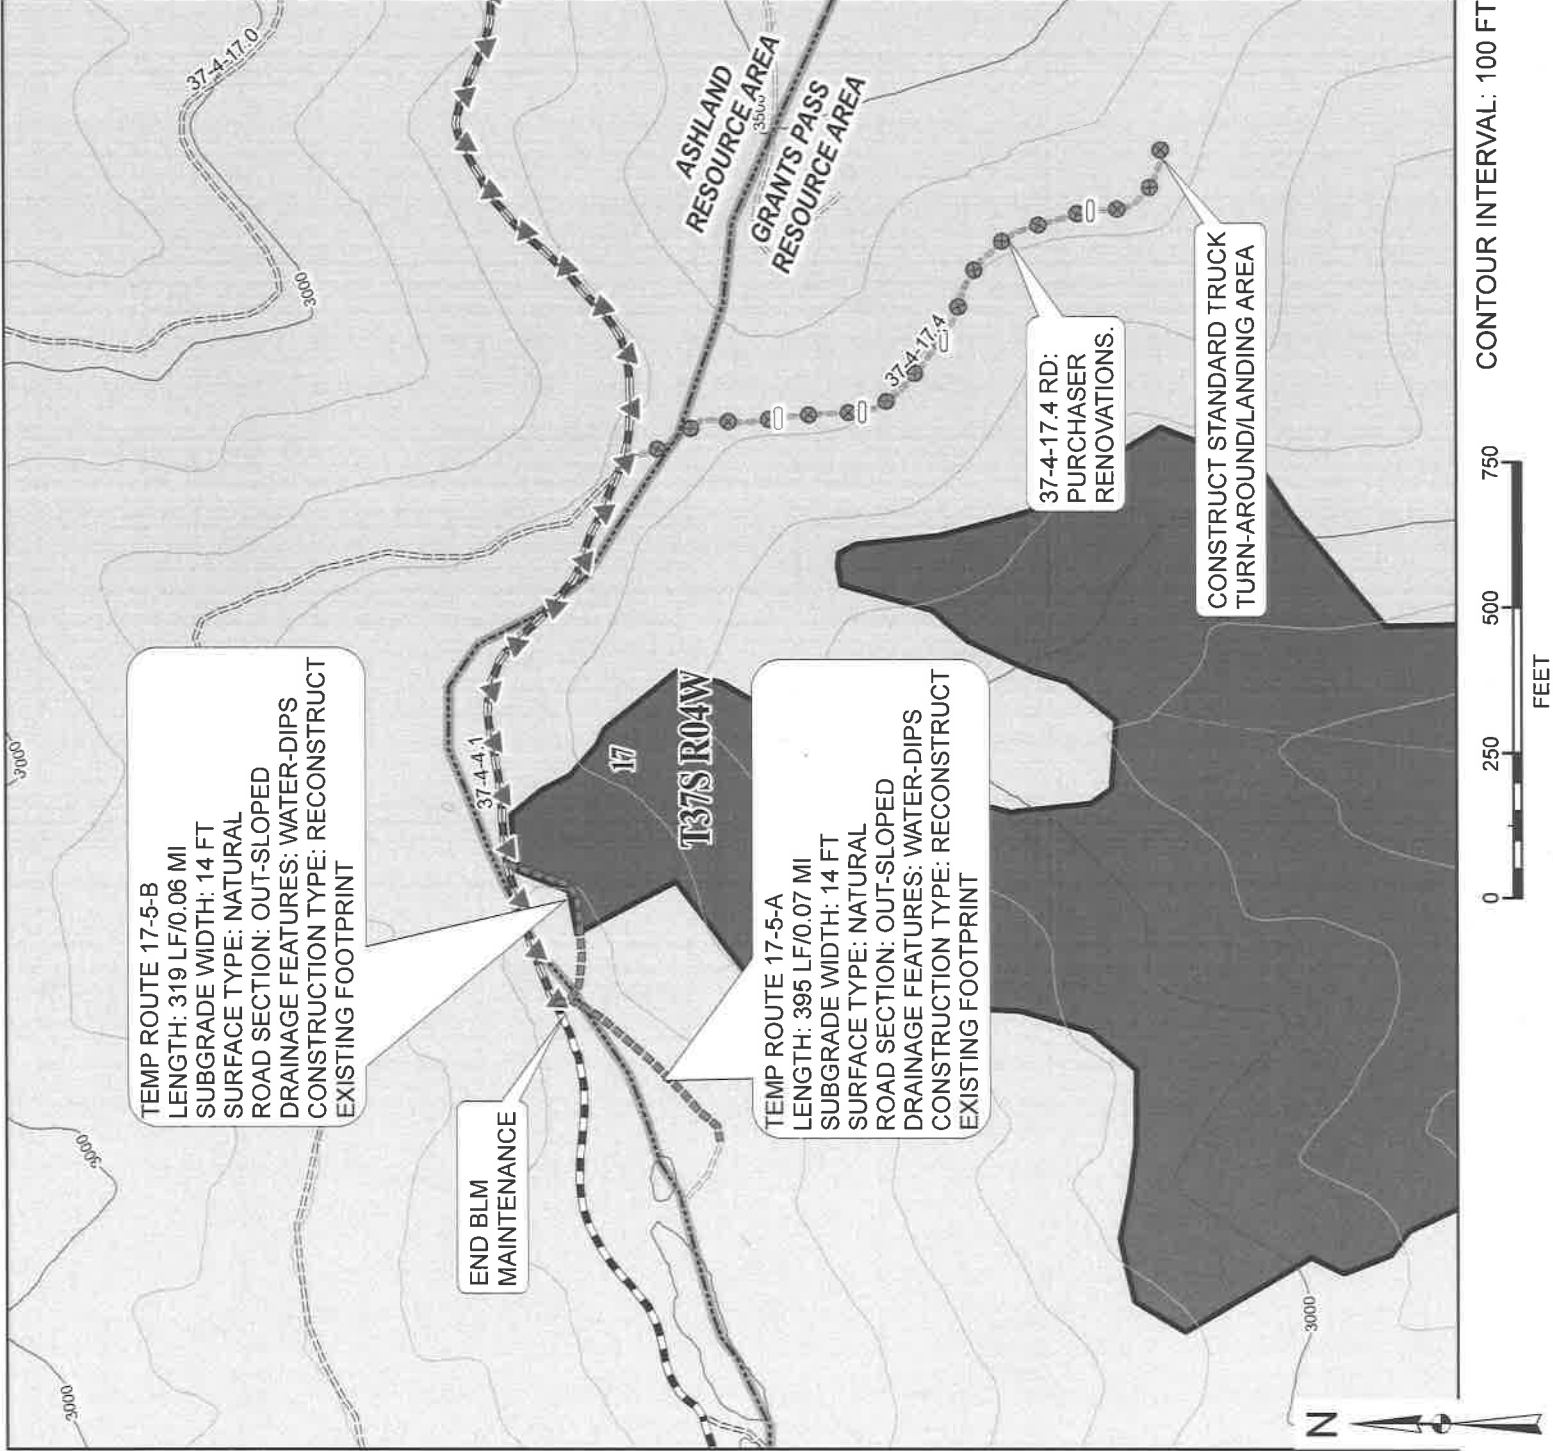 TEMP ROUTE 17-5-B
LENGTH: 319 LF/0.06 MI
SUBGRADE WIDTH: 14 FT
SURFACE TYPE: NATURAL
ROAD SECTION: OUT-SLOPED
DRAINAGE FEATURES: WATER-DIPS
CONSTRUCTION TYPE: RECONSTRUCT
EXISTING FOOTPRINT
37-4-17.0
3000
3000
3000
3000
END BLM
MAINTENANCE
37-4-4.1
17
T37S R04W
ASHLAND
RESOURCE AREA
3500
GRANTS PASS
RESOURCE AREA
TEMP ROUTE 17-5-A
LENGTH: 395 LF/0.07 MI
SUBGRADE WIDTH: 14 FT
SURFACE TYPE: NATURAL
ROAD SECTION: OUT-SLOPED
DRAINAGE FEATURES: WATER-DIPS
CONSTRUCTION TYPE: RECONSTRUCT
EXISTING FOOTPRINT
37-4-17.4
37-4-17.4 RD:
PURCHASER
RENOVATIONS.
CONSTRUCT STANDARD TRUCK
TURN-AROUND/LANDING AREA
3000
N
0 250 500 750
FEET
CONTOUR INTERVAL: 100 FT